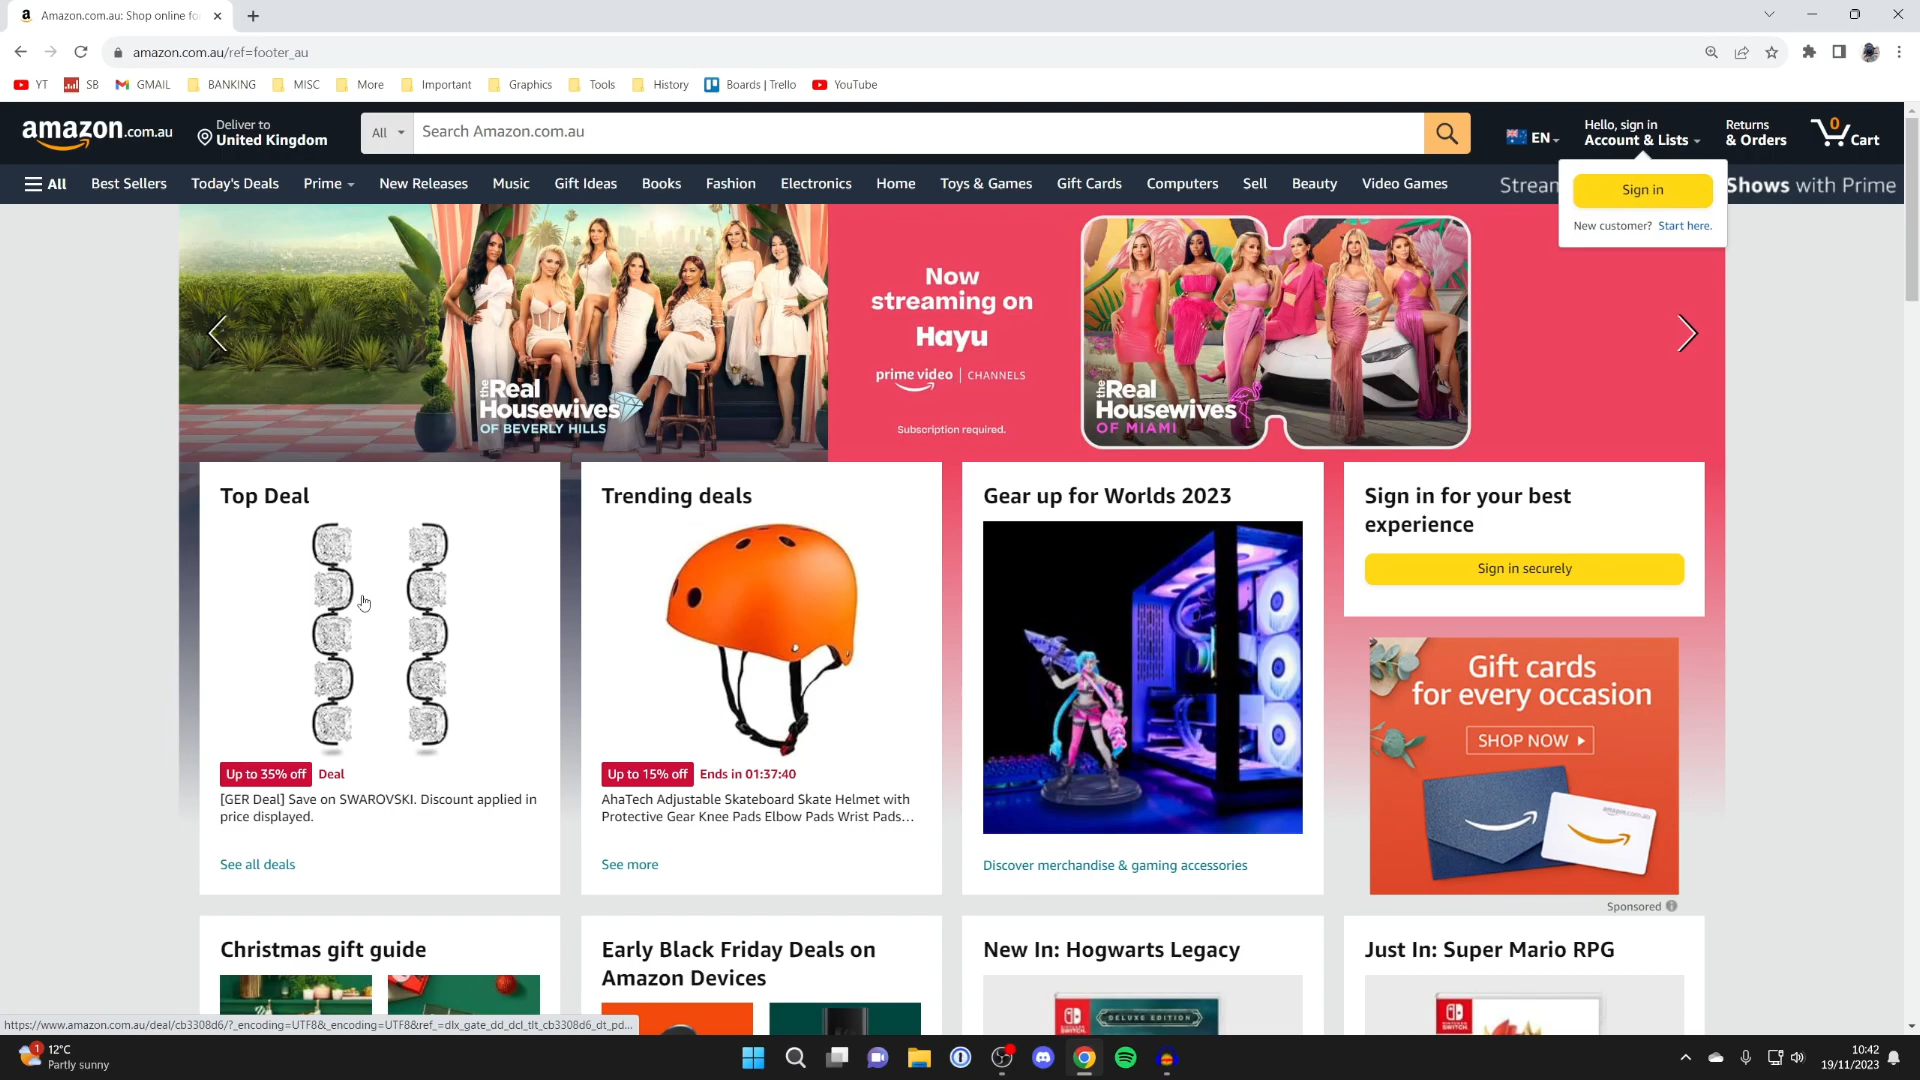 Amazon.com.au: Shop online fo
amazon.com.au/ref=footer_au
YT
SB
GMAIL
BANKING
MISC
More
Important
Graphics
Tools
History
Boards | Trello
YouTube
amazon.com.au
Deliver to
United Kingdom
All
Search Amazon.com.au
EN
Hello, sign in
Account & Lists
Returns
& Orders
0
Cart
All
Best Sellers
Today's Deals
Prime
New Releases
Music
Gift Ideas
Books
Fashion
Electronics
Home
Toys & Games
Gift Cards
Computers
Sell
Beauty
Video Games
Stream
Shows with Prime
Sign in
New customer? Start here.
the Real
Housewives
OF BEVERLY HILLS
Now
streaming on
Hayu
prime video | CHANNELS
Subscription required.
the Real
Housewives
OF MIAMI
Top Deal
Up to 35% off Deal
[GER Deal] Save on SWAROVSKI. Discount applied in
price displayed.
See all deals
Trending deals
Up to 15% off Ends in 01:37:40
AhaTech Adjustable Skateboard Skate Helmet with
Protective Gear Knee Pads Elbow Pads Wrist Pads...
See more
Gear up for Worlds 2023
Discover merchandise & gaming accessories
Sign in for your best
experience
Sign in securely
Gift cards
for every occasion
SHOP NOW
amazon.com.au
Sponsored
Christmas gift guide
Early Black Friday Deals on
Amazon Devices
New In: Hogwarts Legacy
DELUXE EDITION
Just In: Super Mario RPG
https://www.amazon.com.au/deal/cb3308d6/?_encoding=UTF8&_encoding=UTF8&ref_=dlx_gate_dd_dcl_tlt_cb3308d6_dt_pd...
1
12°C
Partly sunny
10:42
19/11/2023